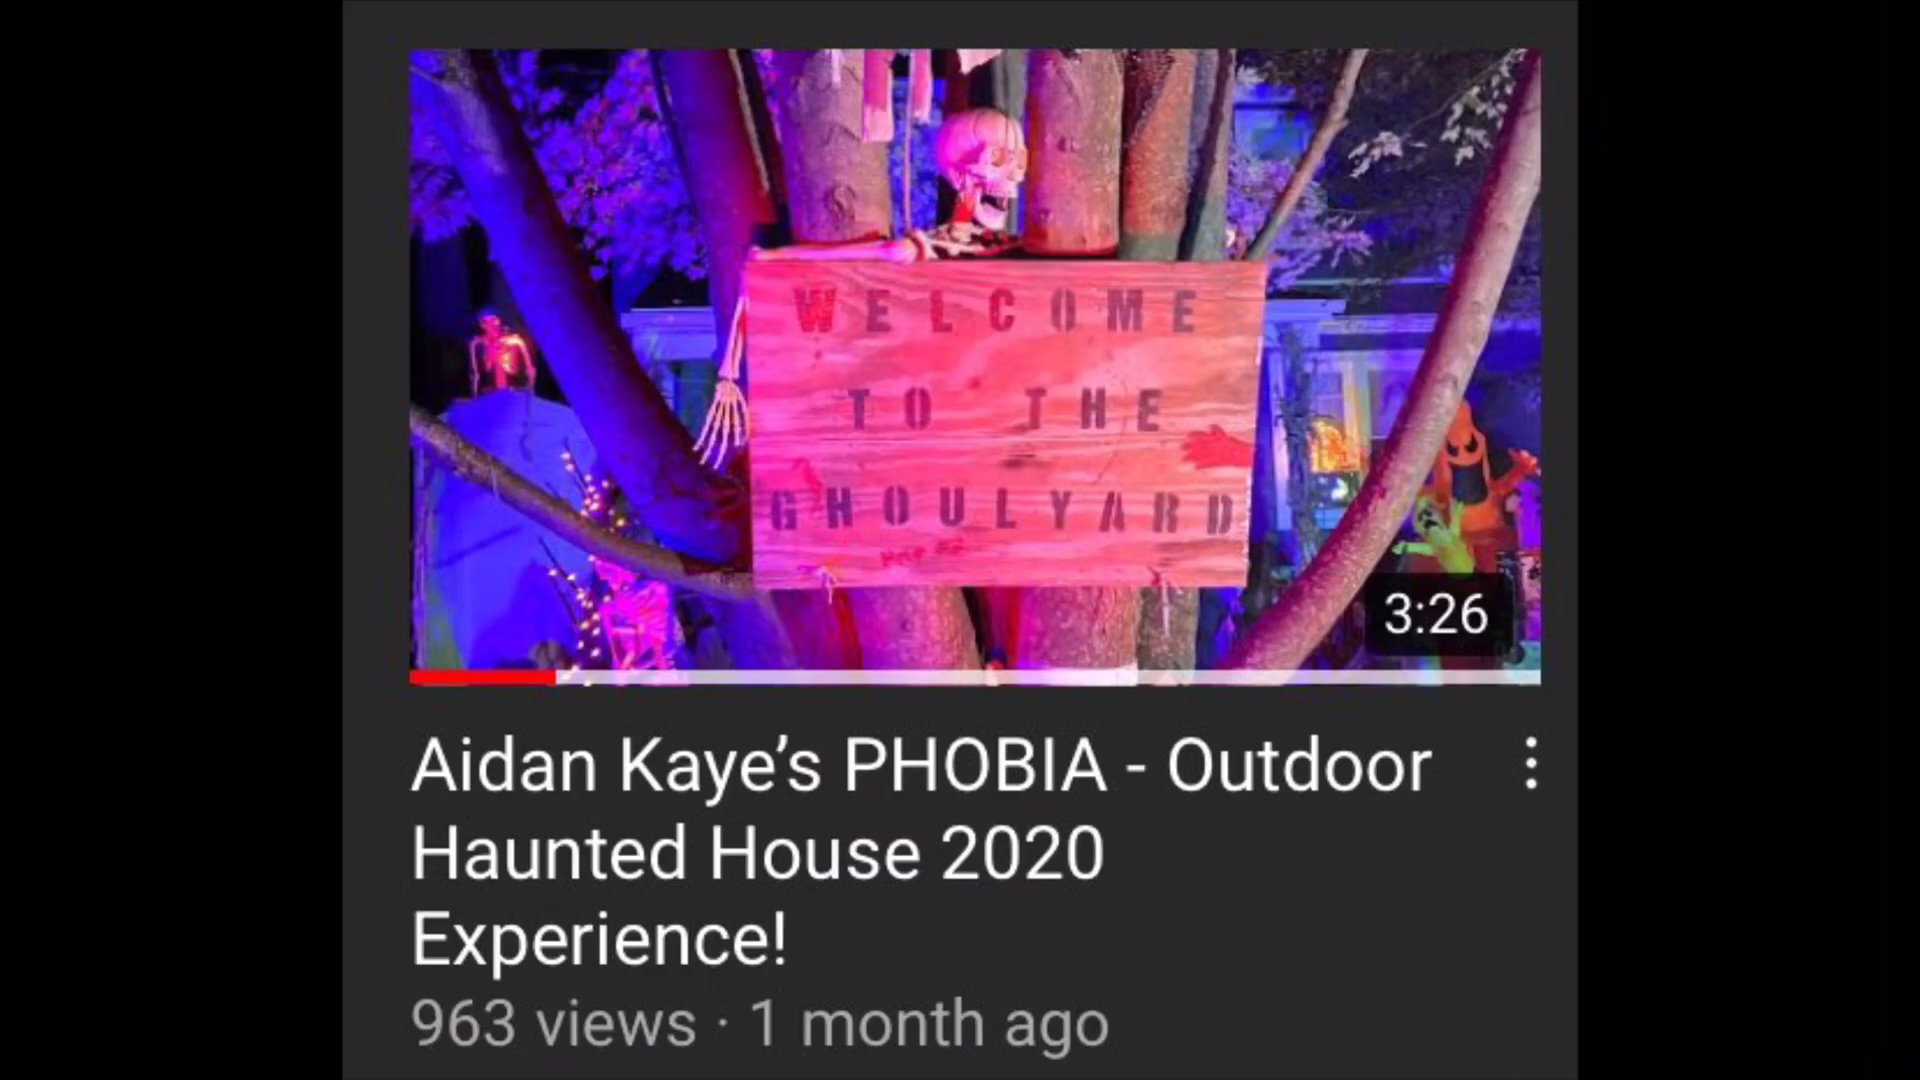 WELCOME
TO THE
GHOULYARD
3:26
Aidan Kaye’s PHOBIA - Outdoor
Haunted House 2020
Experience!
963 views · 1 month ago